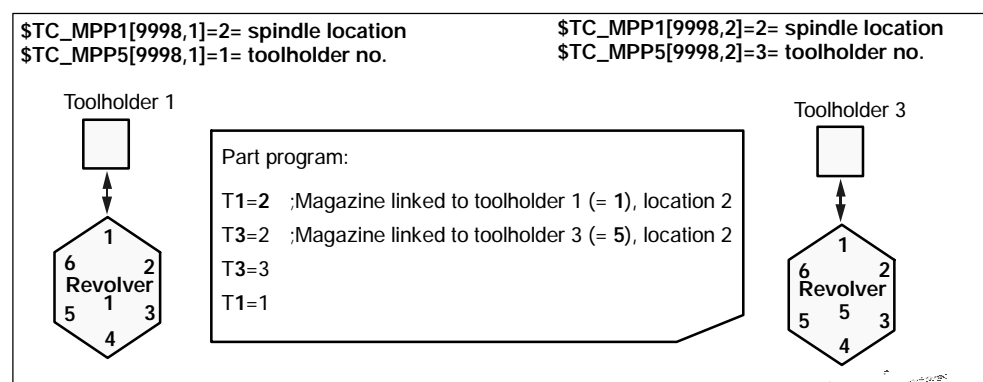 $TC_MPP1[9998,1]=2= spindle location
$TC_MPP5[9998,1]=1= toolholder no.
$TC_MPP1[9998,2]=2= spindle location
$TC_MPP5[9998,2]=3= toolholder no.
Toolholder 1
1
6 2
Revolver
1
5 3
4
Part program:
T1=2 ;Magazine linked to toolholder 1 (= 1), location 2
T3=2 ;Magazine linked to toolholder 3 (= 5), location 2
T3=3
T1=1
Toolholder 3
1
6 2
Revolver
5
5 3
4